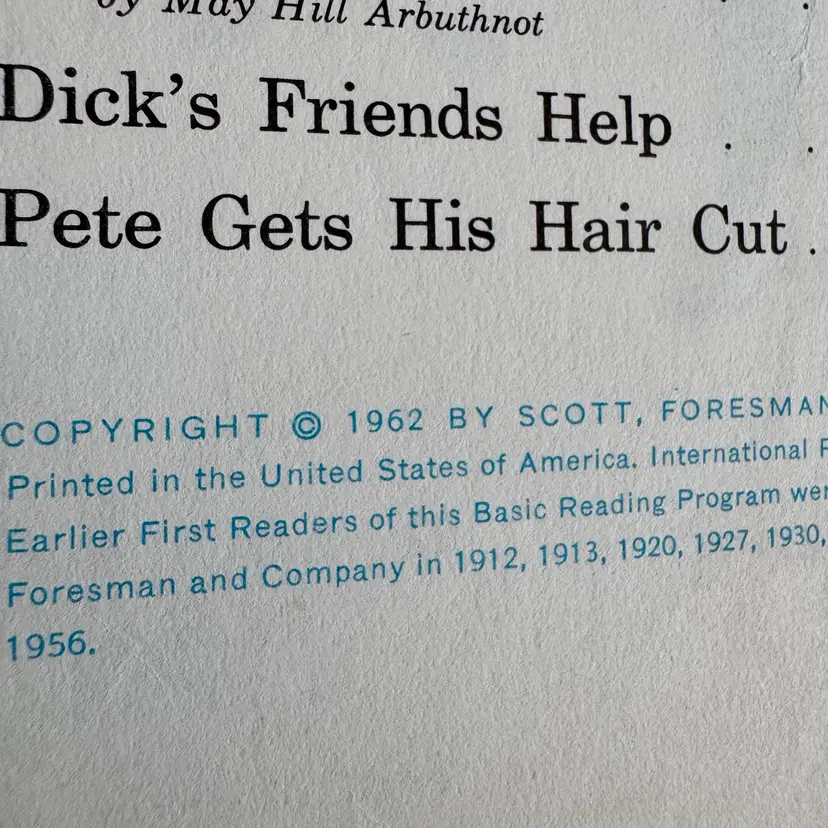 by May Hill Arbuthnot
Dick's Friends Help . .
Pete Gets His Hair Cut .
COPYRIGHT © 1962 BY SCOTT, FORESMAN
Printed in the United States of America. International
Earlier First Readers of this Basic Reading Program
Foresman and Company in 1912, 1913, 1920, 1927, 1930,
1956.